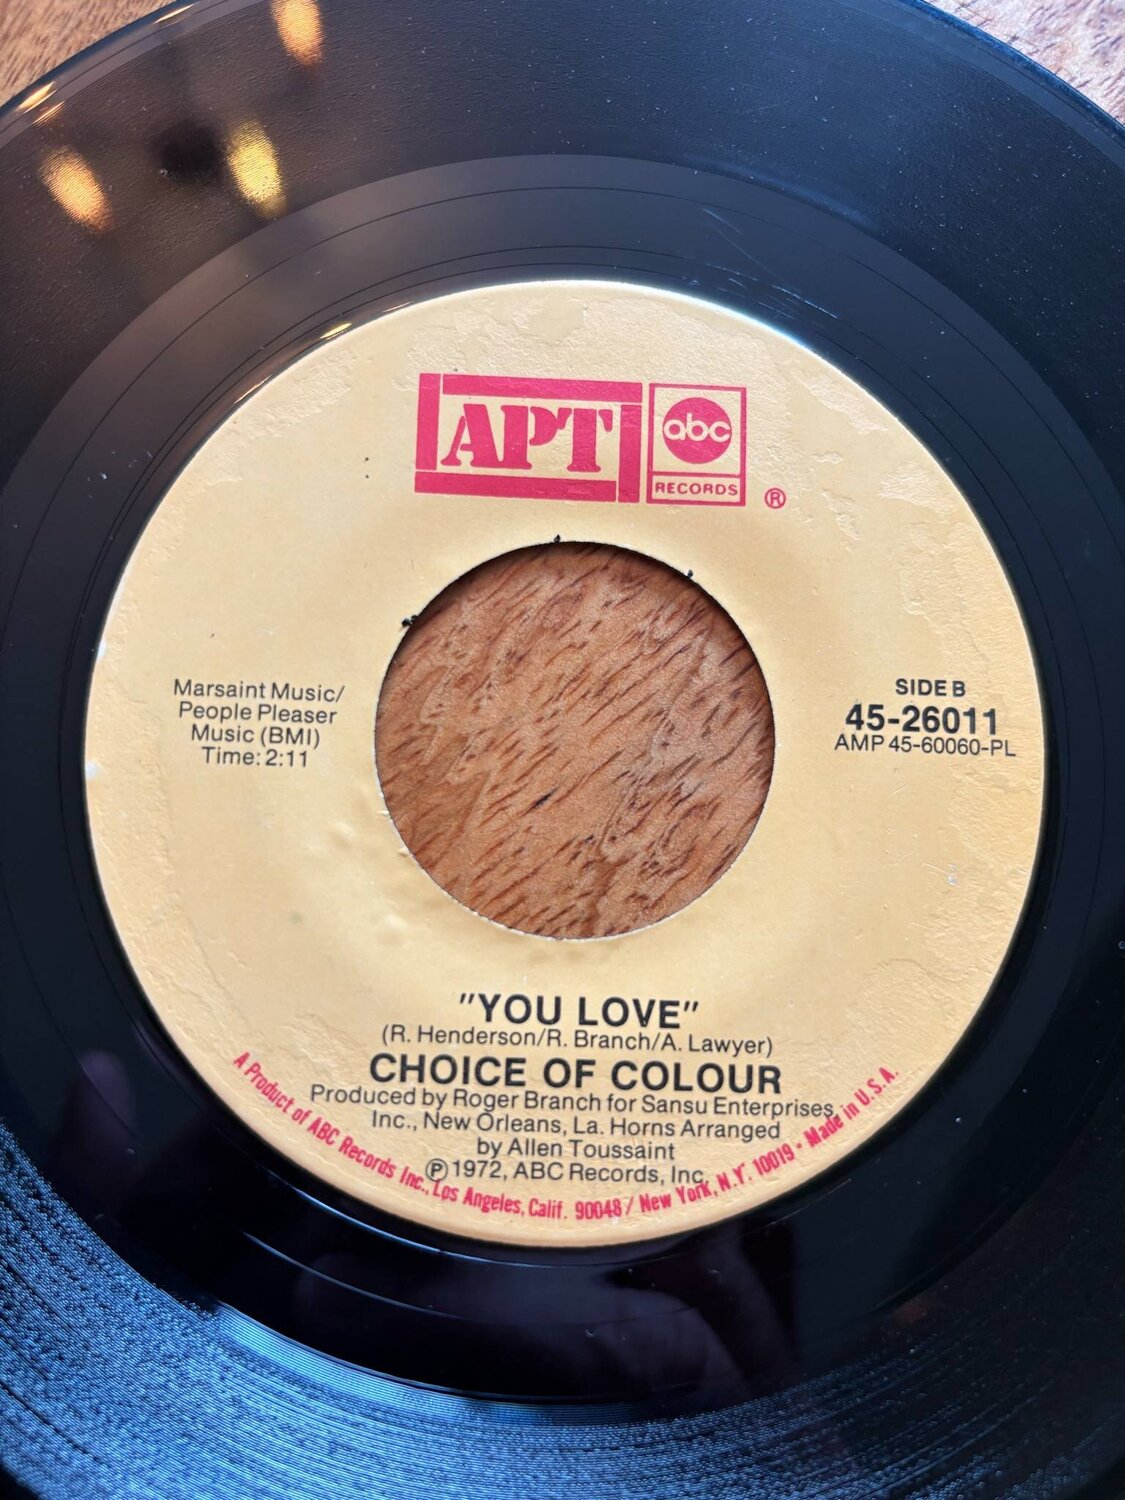 APT
abc
RECORDS
®
Marsaint Music/
People Pleaser
Music (BMI)
Time: 2:11
SIDE B
45-26011
AMP 45-60060-PL
"YOU LOVE"
(R. Henderson/R. Branch/A. Lawyer)
CHOICE OF COLOUR
Produced by Roger Branch for Sansu Enterprises,
Inc., New Orleans, La. Horns Arranged
by Allen Toussaint
℗ 1972, ABC Records, Inc.
A Product of ABC Records Inc., Los Angeles, Calif. 90048 / New York, N.Y. 10019 • Made in U.S.A.